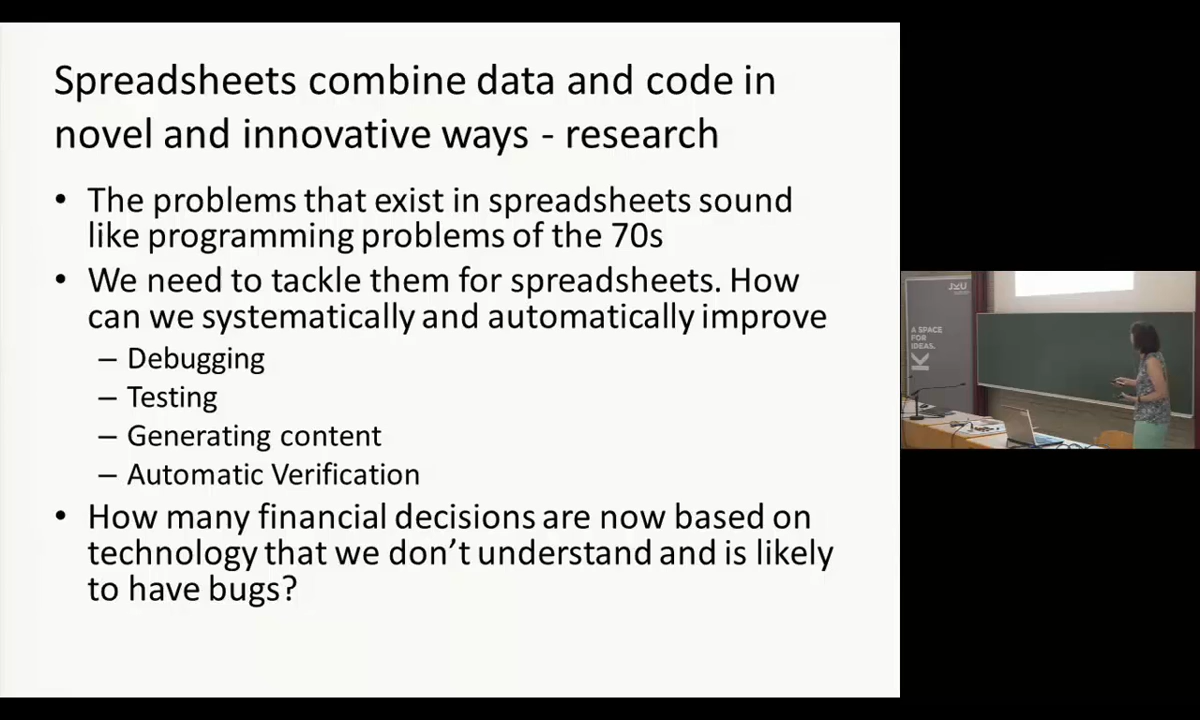 Spreadsheets combine data and code in
novel and innovative ways - research
• The problems that exist in spreadsheets sound
like programming problems of the 70s
• We need to tackle them for spreadsheets. How
can we systematically and automatically improve
– Debugging
– Testing
– Generating content
– Automatic Verification
• How many financial decisions are now based on
technology that we don't understand and is likely
to have bugs?
JKU
A SPACE
FOR
IDEAS.